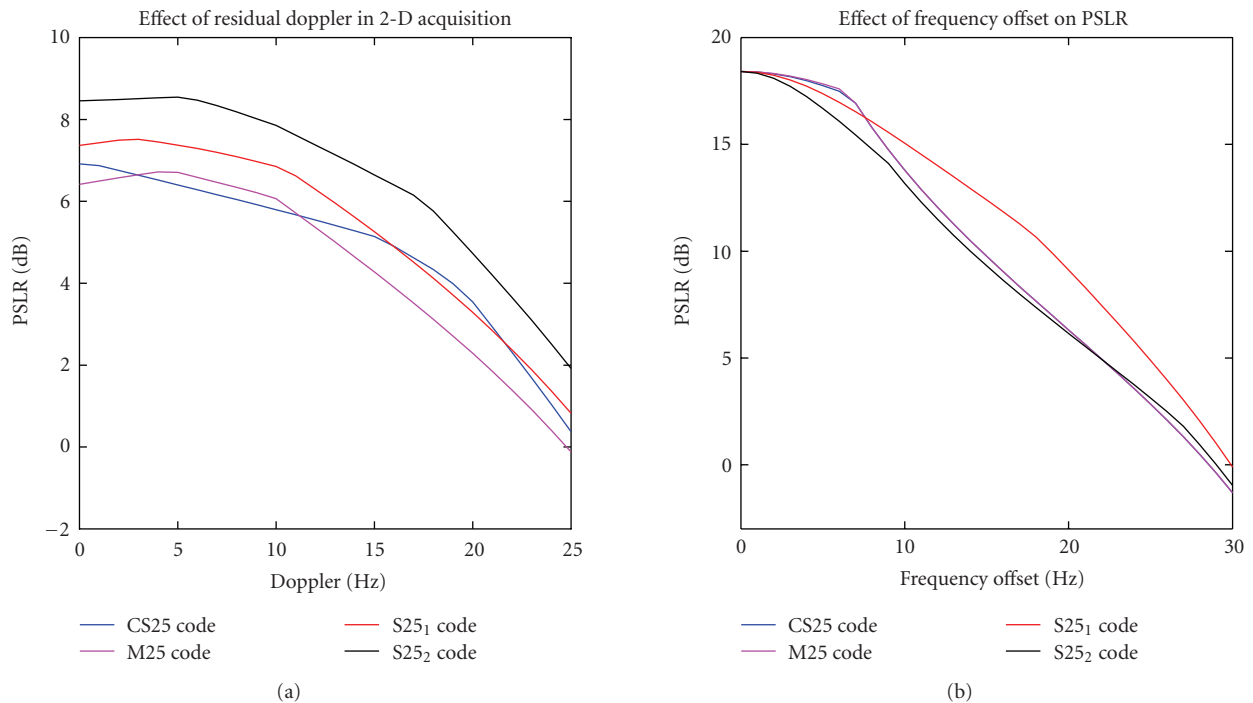 Effect of residual doppler in 2-D acquisition
10
8
6
4
2
0
−2
PSLR (dB)
0 5 10 15 20 25
Doppler (Hz)
CS25 code
M25 code
S25₁ code
S25₂ code
(a)
Effect of frequency offset on PSLR
20
15
10
5
0
PSLR (dB)
0 10 20 30
Frequency offset (Hz)
CS25 code
M25 code
S25₁ code
S25₂ code
(b)